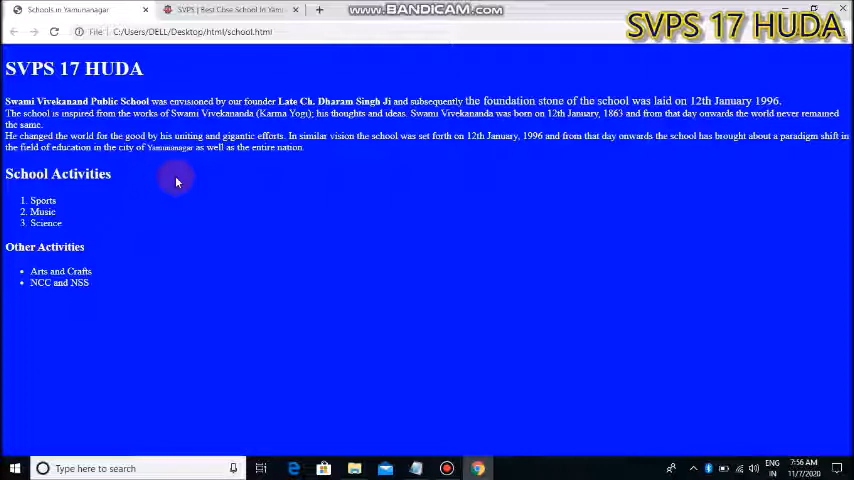 Schools in Yamunanagar
SVPS | Best Cbse School In Yami
www.BANDICAM.com
SVPS 17 HUDA
File
C:/Users/DELL/Desktop/html/school.html
SVPS 17 HUDA
Swami Vivekanand Public School was envisioned by our founder Late Ch. Dharam Singh Ji and subsequently the foundation stone of the school was laid on 12th January 1996.
The school is inspired from the works of Swami Vivekananda (Karma Yogi); his thoughts and ideas. Swami Vivekananda was born on 12th January, 1863 and from that day onwards the world never remained
the same.
He changed the world for the good by his uniting and gigantic efforts. In similar vision the school was set forth on 12th January, 1996 and from that day onwards the school has brought about a paradigm shift in
the field of education in the city of Yamunanagar as well as the entire nation.
School Activities
1. Sports
2. Music
3. Science
Other Activities
• Arts and Crafts
• NCC and NSS
Type here to search
ENG
IN
7:56 AM
11/7/2020